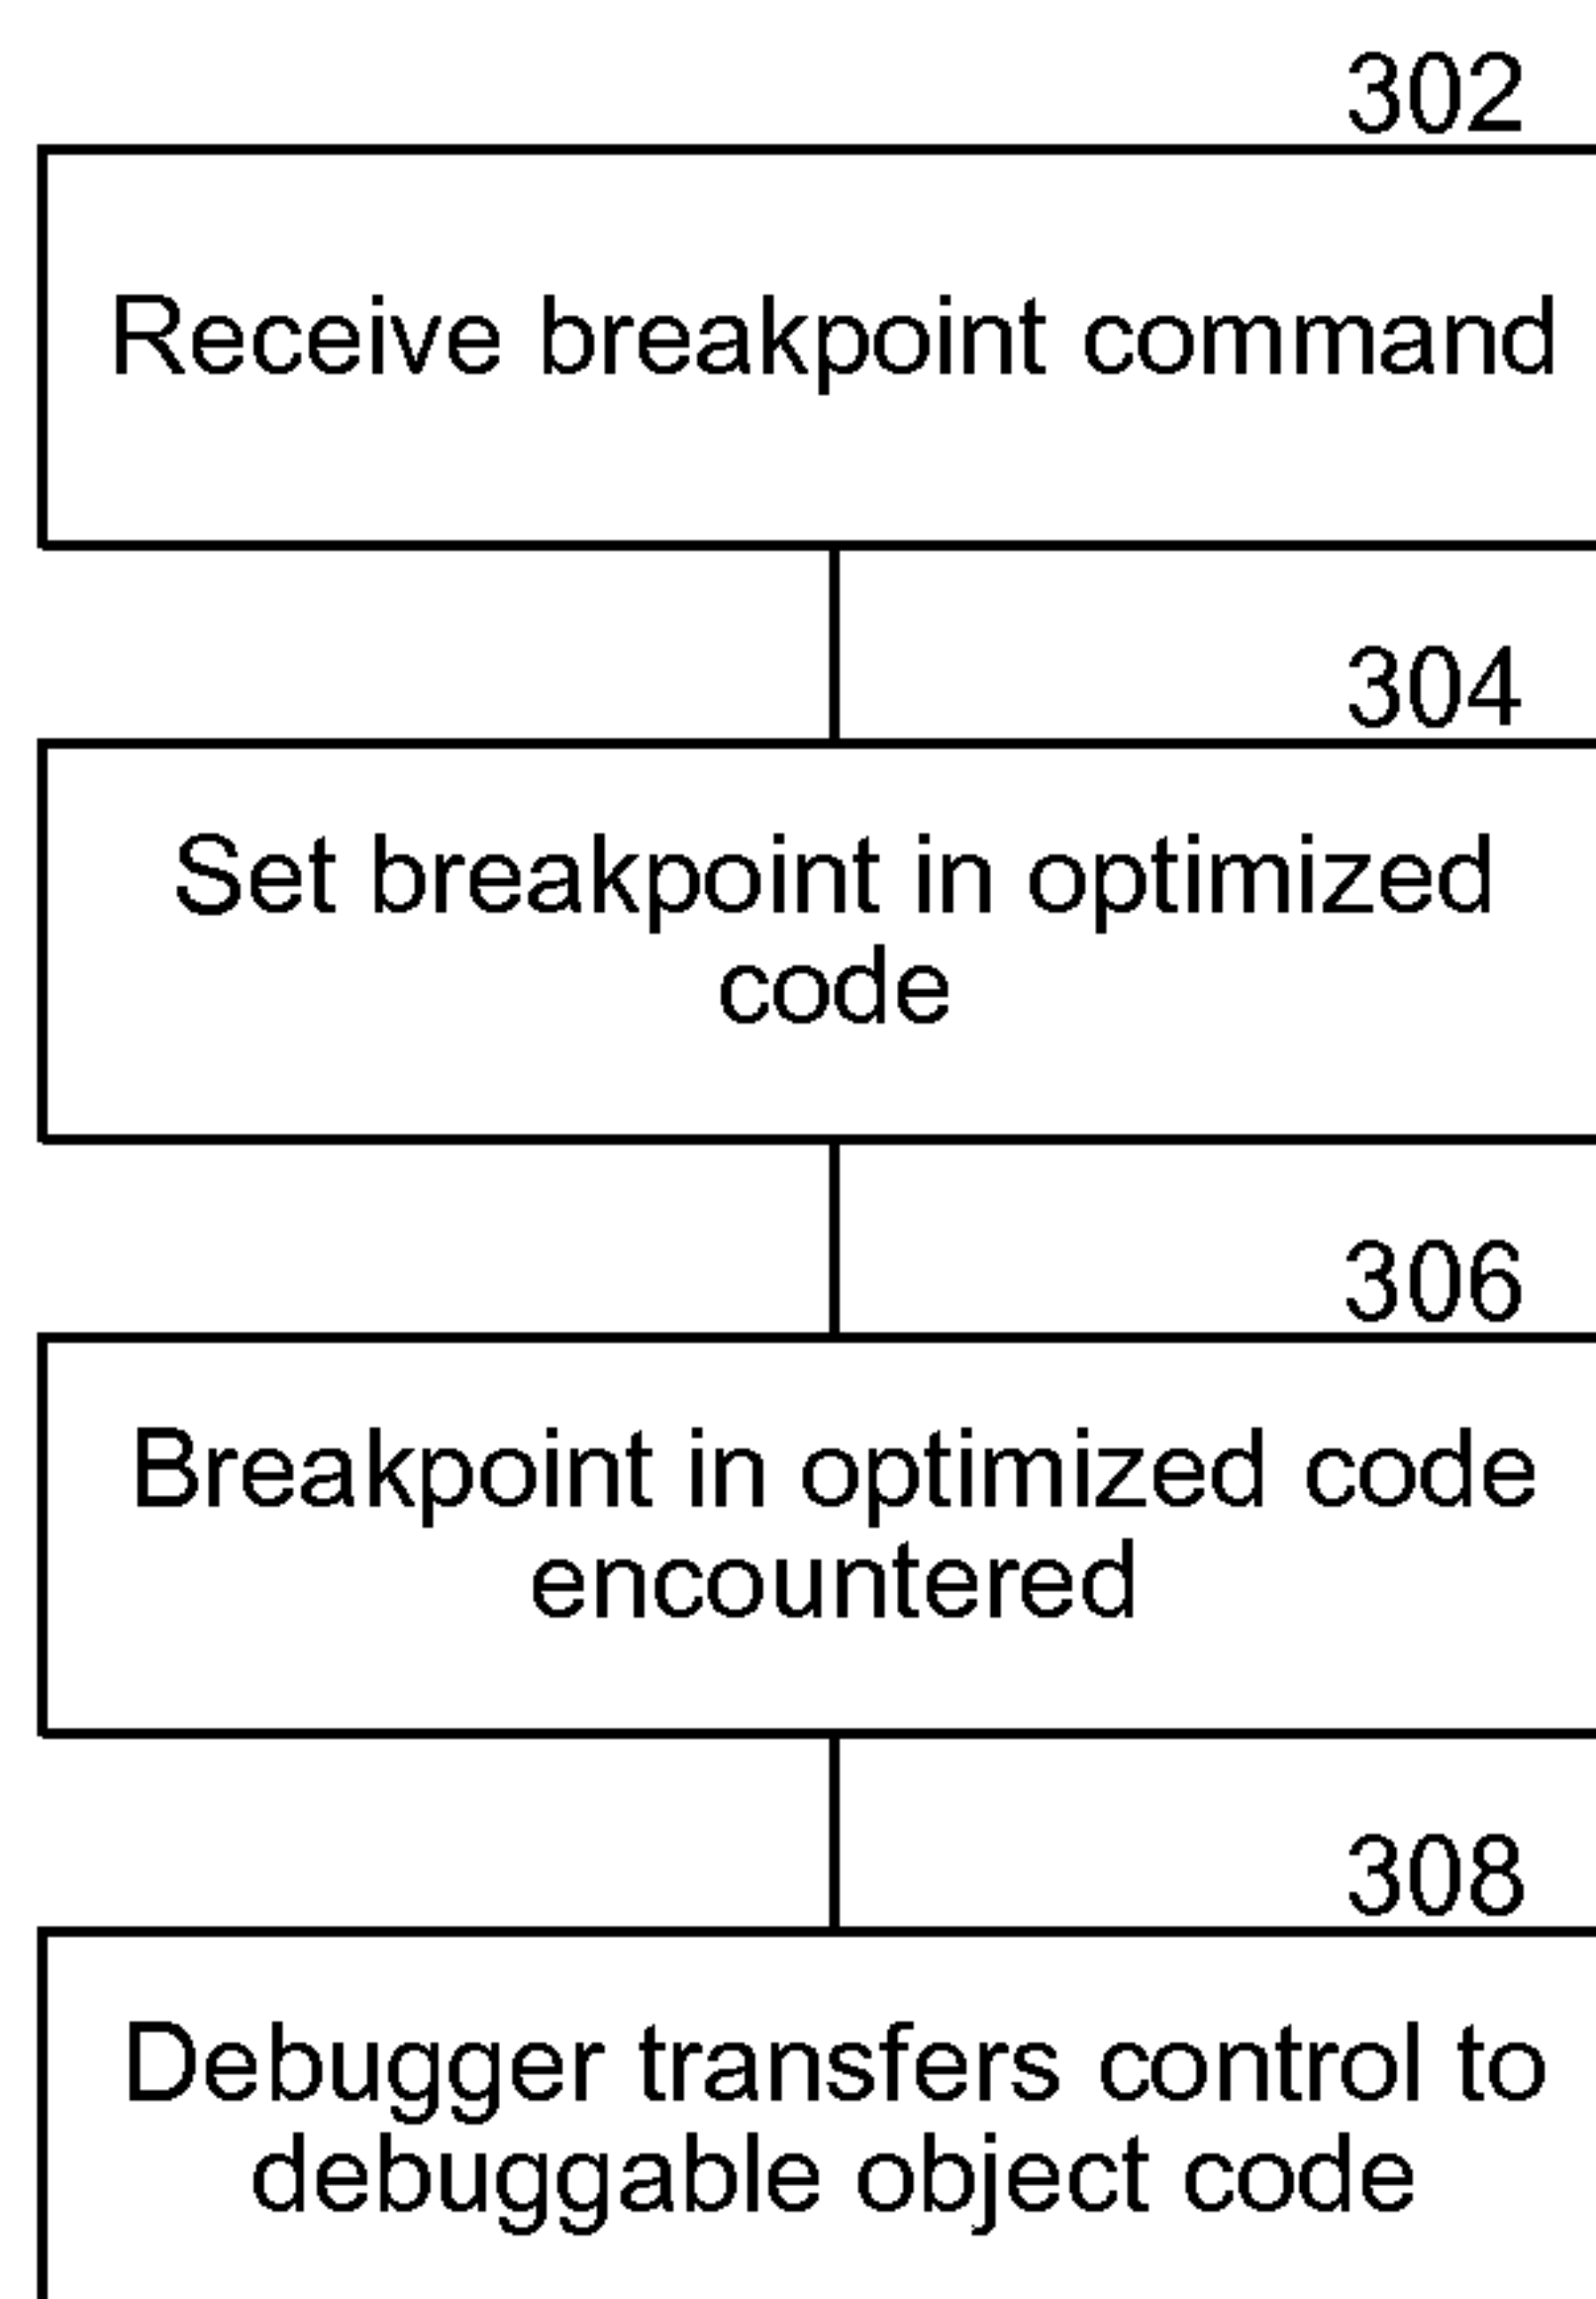 302
Receive breakpoint command
304
Set breakpoint in optimized
code
306
Breakpoint in optimized code
encountered
308
Debugger transfers control to
debuggable object code